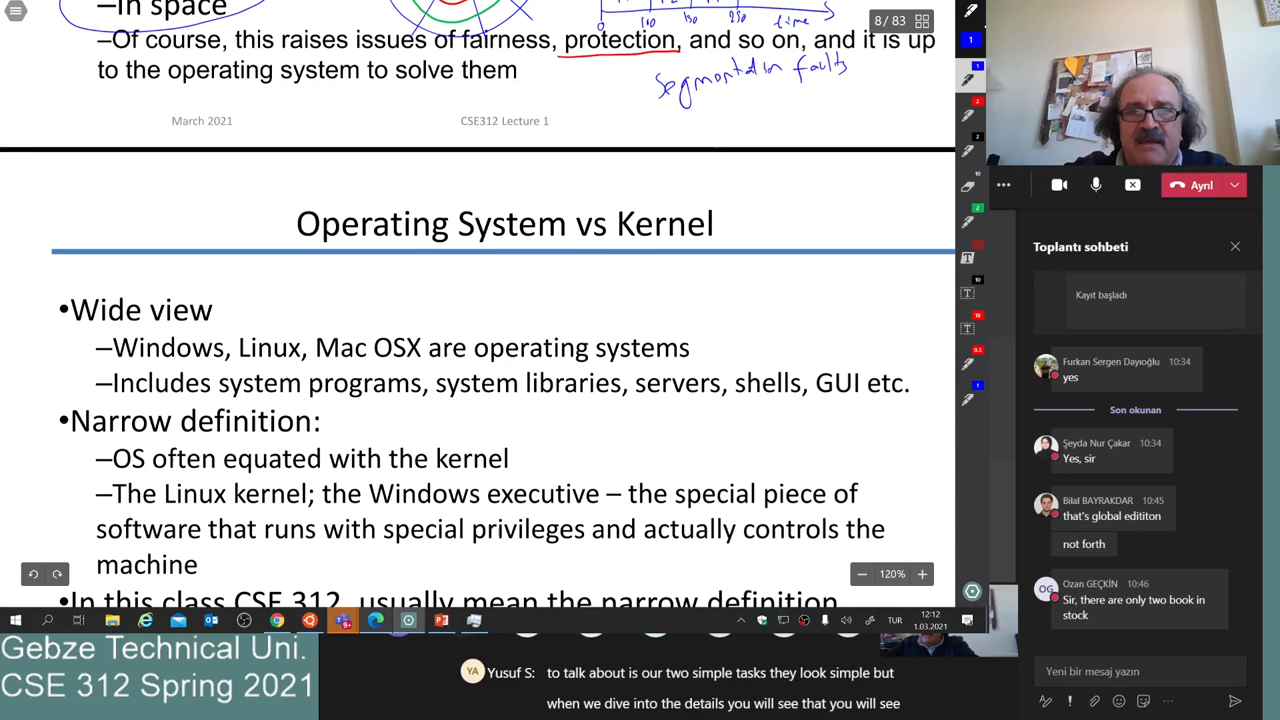 –In space
0 100 150 250 time
8 / 83
–Of course, this raises issues of fairness, protection, and so on, and it is up
to the operating system to solve them
Segmentation faults
March 2021
CSE312 Lecture 1
Operating System vs Kernel
•Wide view
–Windows, Linux, Mac OSX are operating systems
–Includes system programs, system libraries, servers, shells, GUI etc.
•Narrow definition:
–OS often equated with the kernel
–The Linux kernel; the Windows executive – the special piece of
software that runs with special privileges and actually controls the
machine
•In this class CSE 312, usually mean the narrow definition
120%
Ayrıl
Toplantı sohbeti
Kayıt başladı
Furkan Sergen Dayıoğlu 10:34
yes
Son okunan
Şeyda Nur Çakar 10:34
Yes, sir
Bilal BAYRAKDAR 10:45
that's global edititon
not forth
OG
Ozan GEÇKİN 10:46
Sir, there are only two book in
stock
Yeni bir mesaj yazın
TUR
12:12
1.03.2021
Gebze Technical Uni.
CSE 312 Spring 2021
YA Yusuf S: to talk about is our two simple tasks they look simple but
when we dive into the details you will see that you will see